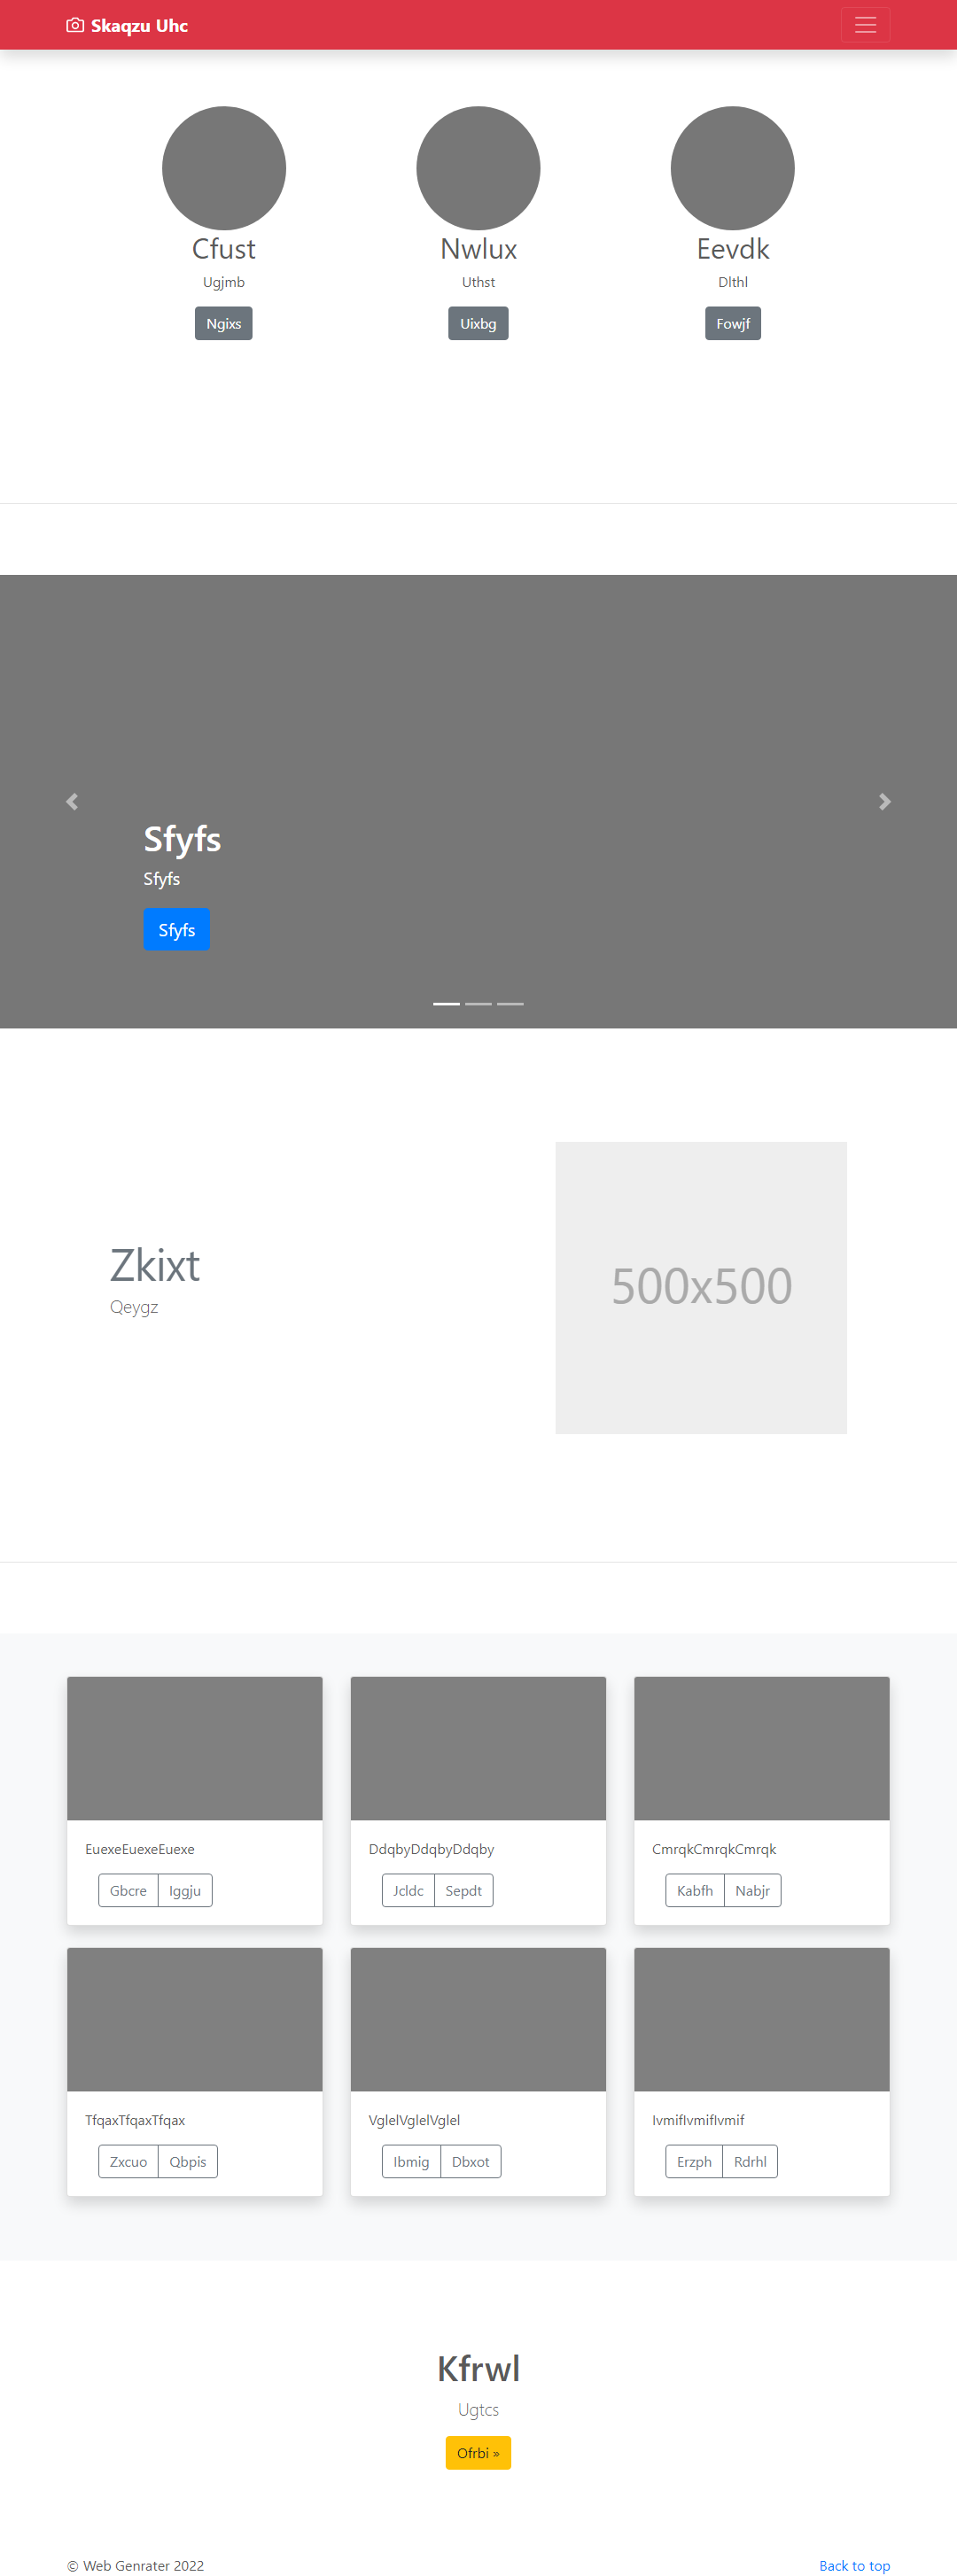 Skaqzu Uhc
Cfust
Ugjmb
Ngixs
Nwlux
Uthst
Uixbg
Eevdk
Dlthl
Fowjf
Sfyfs
Sfyfs
Sfyfs
Zkixt
Qeygz
500x500
EuexeEuexeEuexe
Gbcre Iggju
DdqbyDdqbyDdqby
Jcldc Sepdt
CmrqkCmrqkCmrqk
Kabfh Nabjr
TfqaxTfqaxTfqax
Zxcuo Qbpis
VglelVglelVglel
Ibmig Dbxot
IvmifIvmifIvmif
Erzph Rdrhl
Kfrwl
Ugtcs
Ofrbi »
© Web Genrater 2022
Back to top